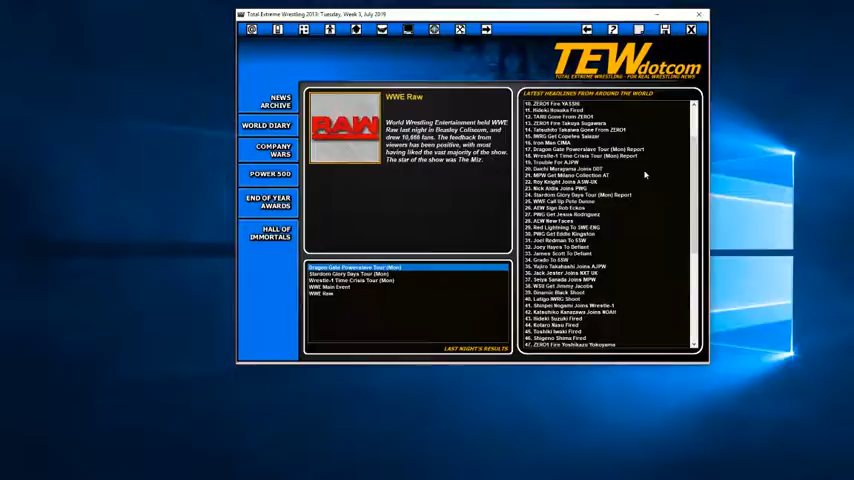 Total Extreme Wrestling 2013: Tuesday, Week 3, July 2019
TEWdotcom
TOTAL EXTREME WRESTLING - FOR REAL WRESTLING NEWS
NEWS
ARCHIVE
WORLD DIARY
COMPANY
WARS
POWER 500
END OF YEAR
AWARDS
HALL OF
IMMORTALS
WWE Raw
RAW
World Wrestling Entertainment held WWE
Raw last night in Beasley Coliseum, and
drew 10,666 fans. The feedback from
viewers has been positive, with most
having liked the vast majority of the show.
The star of the show was The Miz.
Dragon Gate Powerslave Tour (Mon)
Stardom Glory Days Tour (Mon)
Wrestle-1 Time Crisis Tour (Mon)
WWE Main Event
WWE Raw
LAST NIGHT'S RESULTS
LATEST HEADLINES FROM AROUND THE WORLD
10. ZERO1 Fire YASSHI
11. Hideki Hosaka Fired
12. TARU Gone From ZERO1
13. ZERO1 Fire Takuya Sugawara
14. Tatsuhito Takaiwa Gone From ZERO1
15. IWRG Get Copetes Salazar
16. Iron Man CIMA
17. Dragon Gate Powerslave Tour (Mon) Report
18. Wrestle-1 Time Crisis Tour (Mon) Report
19. Trouble For AJPW
20. Daichi Murayama Joins DDT
21. MPW Get Milano Collection AT
22. Roy Knight Joins ASW-UK
23. Nick Aldis Joins PWG
24. Stardom Glory Days Tour (Mon) Report
25. WWE Call Up Pete Dunne
26. AEW Sign Rob Eckos
27. PWG Get Jesus Rodriguez
28. AEW New Faces
29. Red Lightning To SWE-ENG
30. PWG Get Eddie Kingston
31. Joel Redman To SSW
32. Joey Hayes To Defiant
33. James Scott To Defiant
34. Grado To SSW
35. Yujiro Takahashi Joins AJPW
36. Jack Jester Joins NXT UK
37. Seiya Sanada Joins MPW
38. WSU Get Jimmy Jacobs
39. Dinamic Black Shoot
40. Latigo IWRG Shoot
41. Shinpei Nogami Joins Wrestle-1
42. Katsuhiko Kanazawa Joins NOAH
43. Hideki Suzuki Fired
44. Kotaro Nasu Fired
45. Toshiki Iwaki Fired
46. Shigeno Shima Fired
47. ZERO1 Fire Yoshikazu Yokoyama